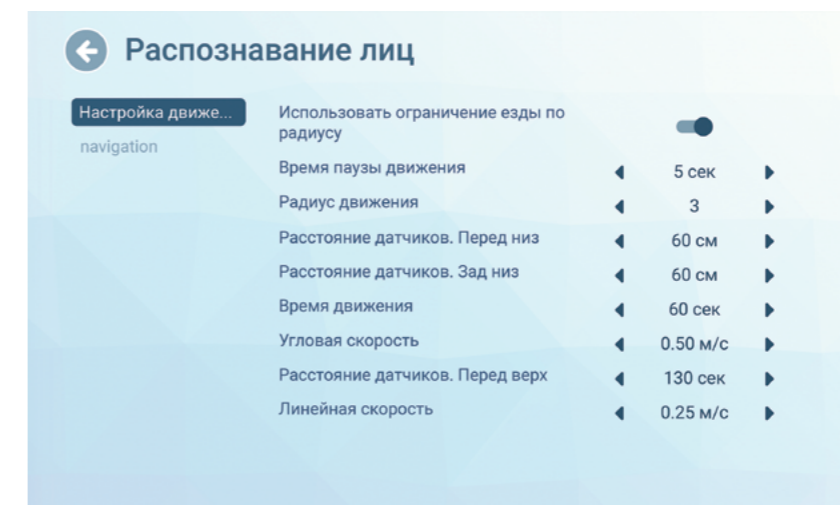 Распознавание лиц
Настройка движе...
navigation
Использовать ограничение езды по
радиусу
Время паузы движения
5 сек
Радиус движения
3
Расстояние датчиков. Перед низ
60 см
Расстояние датчиков. Зад низ
60 см
Время движения
60 сек
Угловая скорость
0.50 м/с
Расстояние датчиков. Перед верх
130 сек
Линейная скорость
0.25 м/с